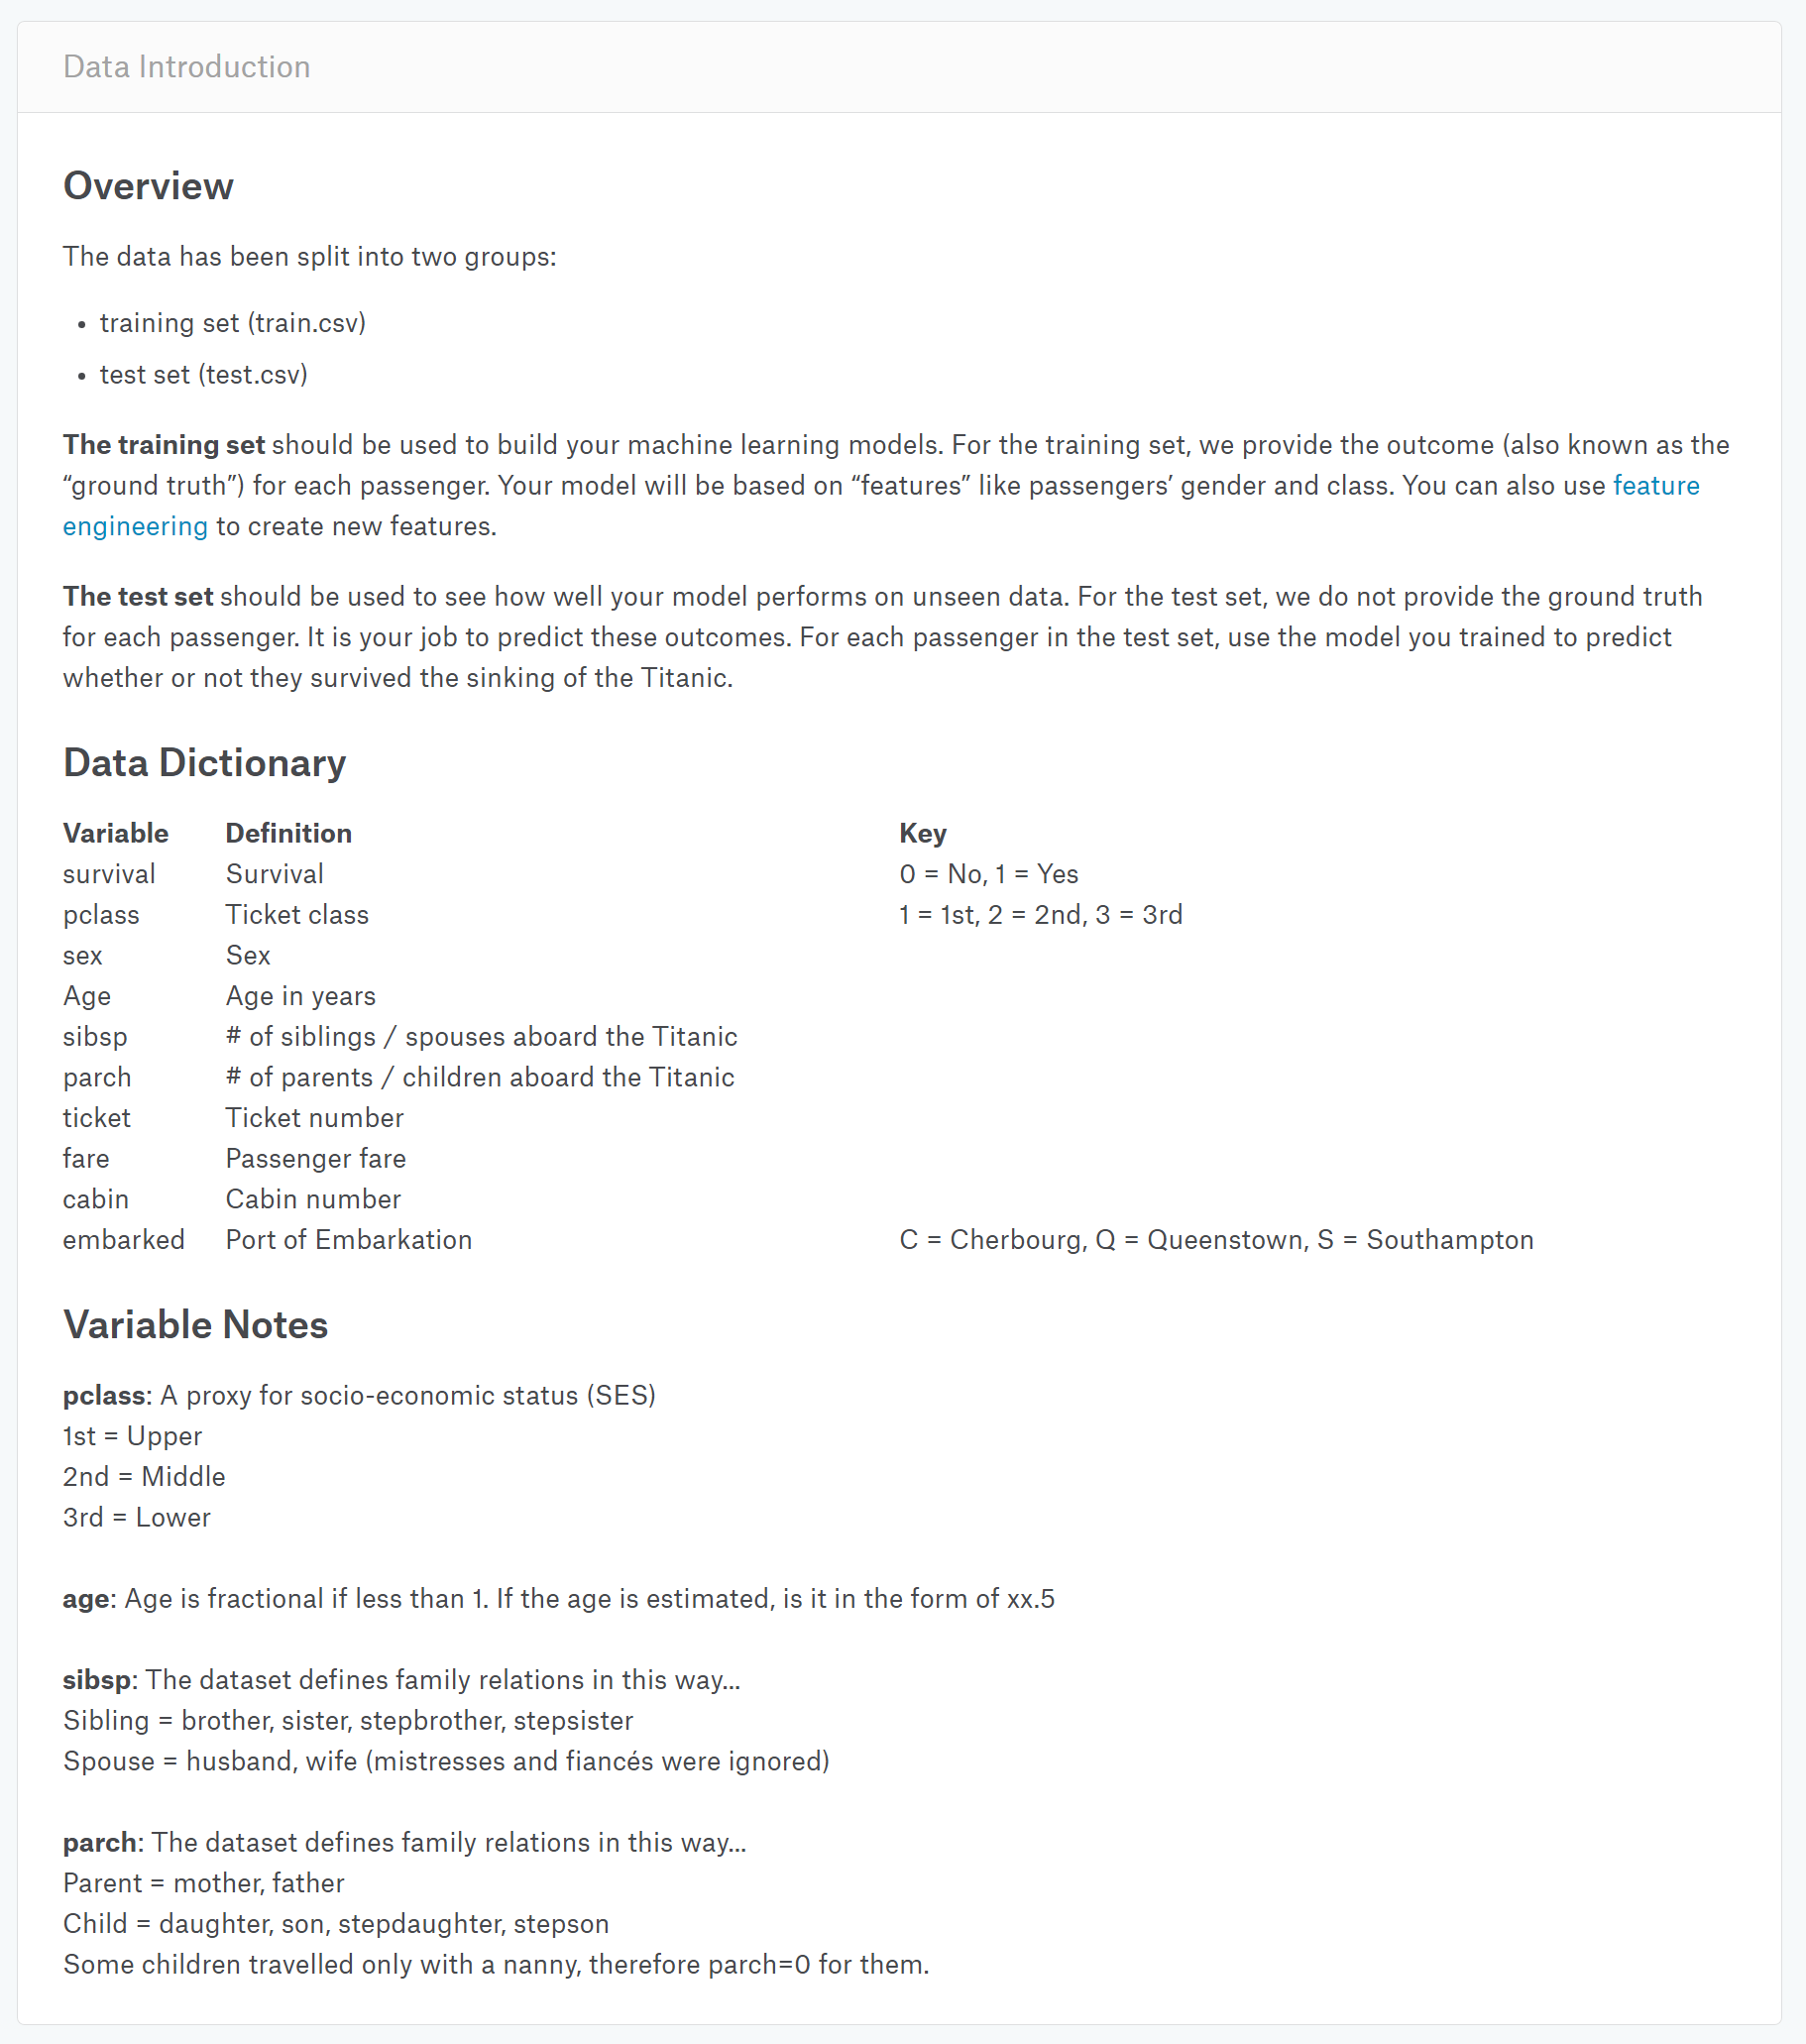 Data Introduction
Overview
The data has been split into two groups:
• training set (train.csv)
• test set (test.csv)
The training set should be used to build your machine learning models. For the training set, we provide the outcome (also known as the
“ground truth”) for each passenger. Your model will be based on “features” like passengers’ gender and class. You can also use feature
engineering to create new features.
The test set should be used to see how well your model performs on unseen data. For the test set, we do not provide the ground truth
for each passenger. It is your job to predict these outcomes. For each passenger in the test set, use the model you trained to predict
whether or not they survived the sinking of the Titanic.
Data Dictionary
Variable Definition Key
survival Survival 0 = No, 1 = Yes
pclass Ticket class 1 = 1st, 2 = 2nd, 3 = 3rd
sex Sex
Age Age in years
sibsp # of siblings / spouses aboard the Titanic
parch # of parents / children aboard the Titanic
ticket Ticket number
fare Passenger fare
cabin Cabin number
embarked Port of Embarkation C = Cherbourg, Q = Queenstown, S = Southampton
Variable Notes
pclass: A proxy for socio-economic status (SES)
1st = Upper
2nd = Middle
3rd = Lower
age: Age is fractional if less than 1. If the age is estimated, is it in the form of xx.5
sibsp: The dataset defines family relations in this way...
Sibling = brother, sister, stepbrother, stepsister
Spouse = husband, wife (mistresses and fiancés were ignored)
parch: The dataset defines family relations in this way...
Parent = mother, father
Child = daughter, son, stepdaughter, stepson
Some children travelled only with a nanny, therefore parch=0 for them.